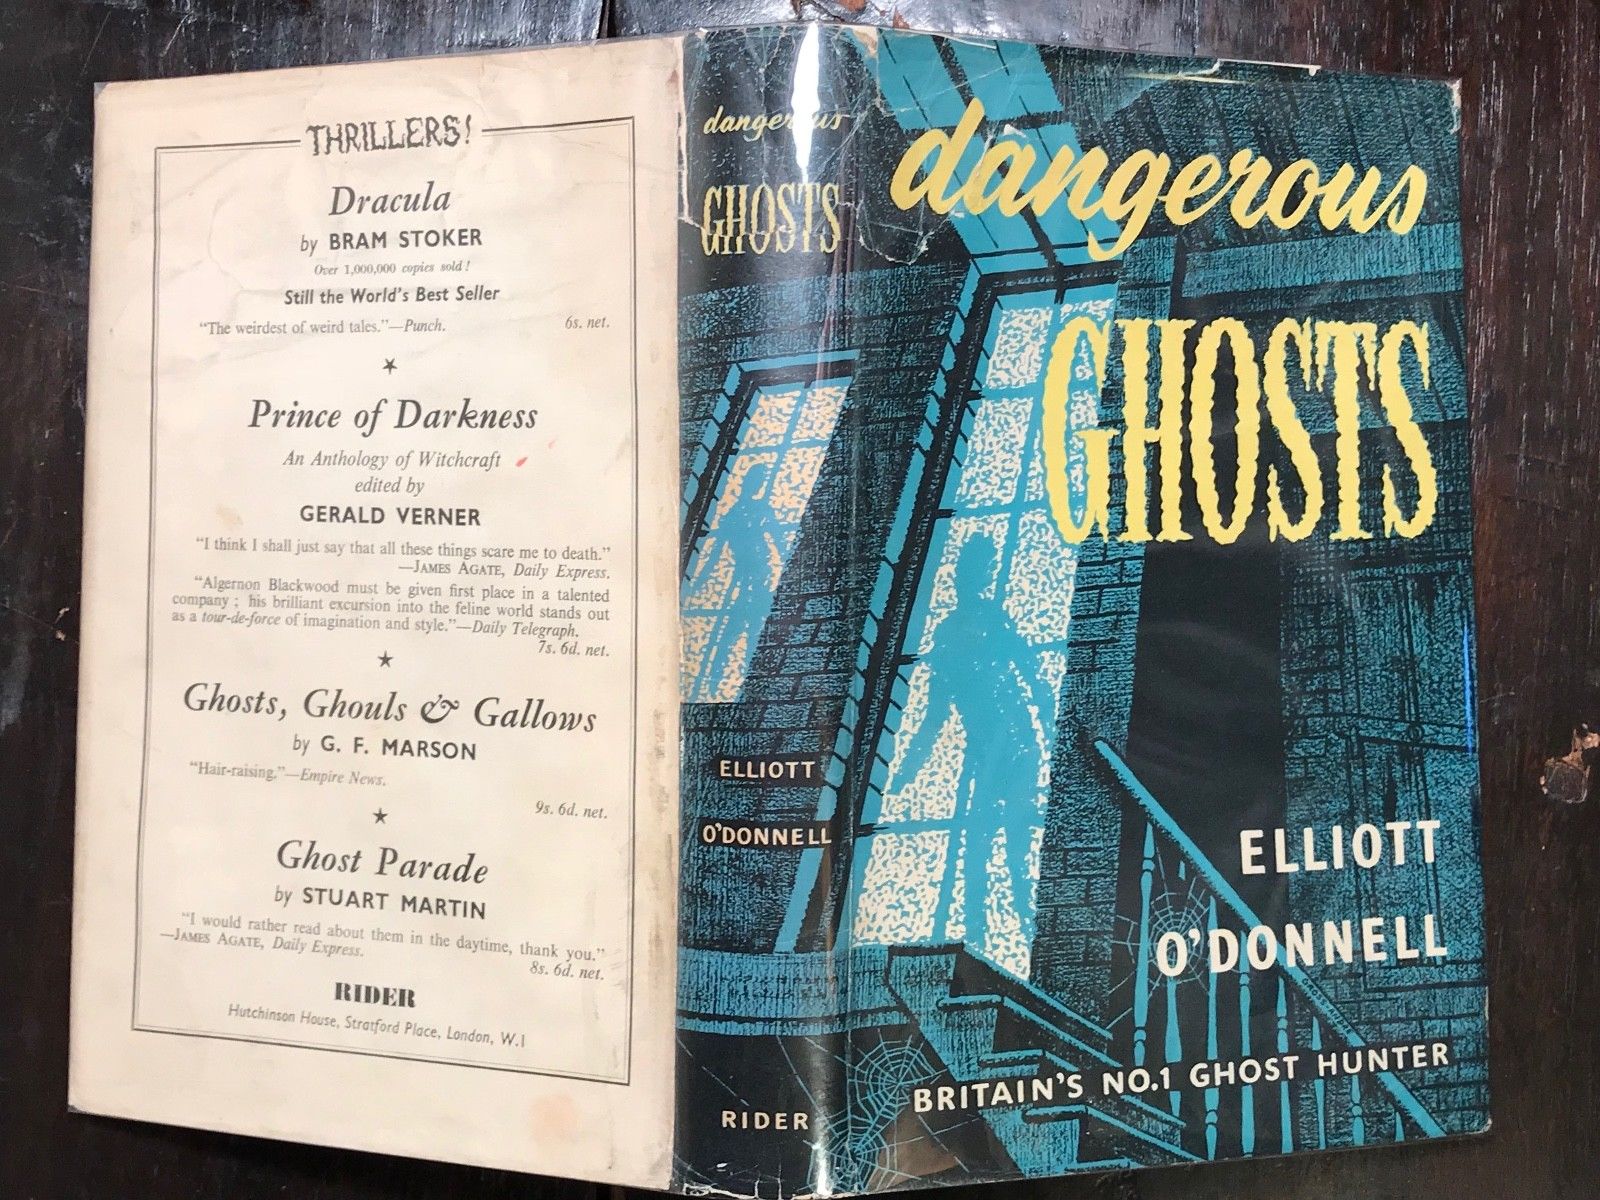 THRILLERS!
Dracula
by BRAM STOKER
Over 1,000,000 copies sold!
Still the World's Best Seller
"The weirdest of weird tales."—Punch. 6s. net.
Prince of Darkness
An Anthology of Witchcraft
edited by
GERALD VERNER
"I think I shall just say that all these things scare me to death."
—JAMES AGATE, Daily Express.
"Algernon Blackwood must be given first place in a talented
company; his brilliant excursion into the feline world stands out
as a tour-de-force of imagination and style."—Daily Telegraph.
7s. 6d. net.
Ghosts, Ghouls & Gallows
by G. F. MARSON
"Hair-raising."—Empire News.
9s. 6d. net.
Ghost Parade
by STUART MARTIN
"I would rather read about them in the daytime, thank you."
—JAMES AGATE, Daily Express.
8s. 6d. net.
RIDER
Hutchinson House, Stratford Place, London, W.1
dangerous
GHOSTS
ELLIOTT
O'DONNELL
RIDER
dangerous
GHOSTS
ELLIOTT
O'DONNELL
BRITAIN'S NO.1 GHOST HUNTER